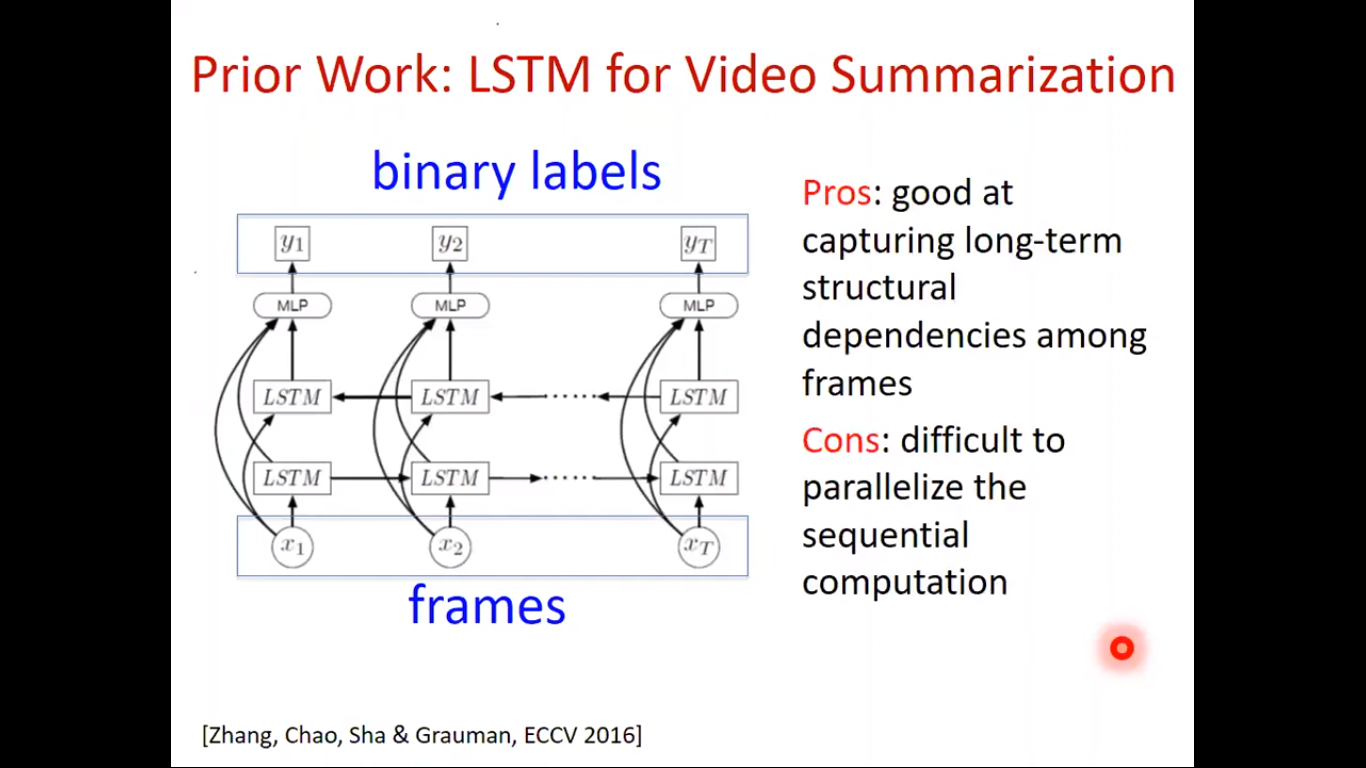 Prior Work: LSTM for Video Summarization
binary labels
y1 y2 yT
MLP MLP MLP
LSTM LSTM LSTM
LSTM LSTM LSTM
x1 x2 xT
frames
Pros: good at
capturing long-term
structural
dependencies among
frames
Cons: difficult to
parallelize the
sequential
computation
[Zhang, Chao, Sha & Grauman, ECCV 2016]